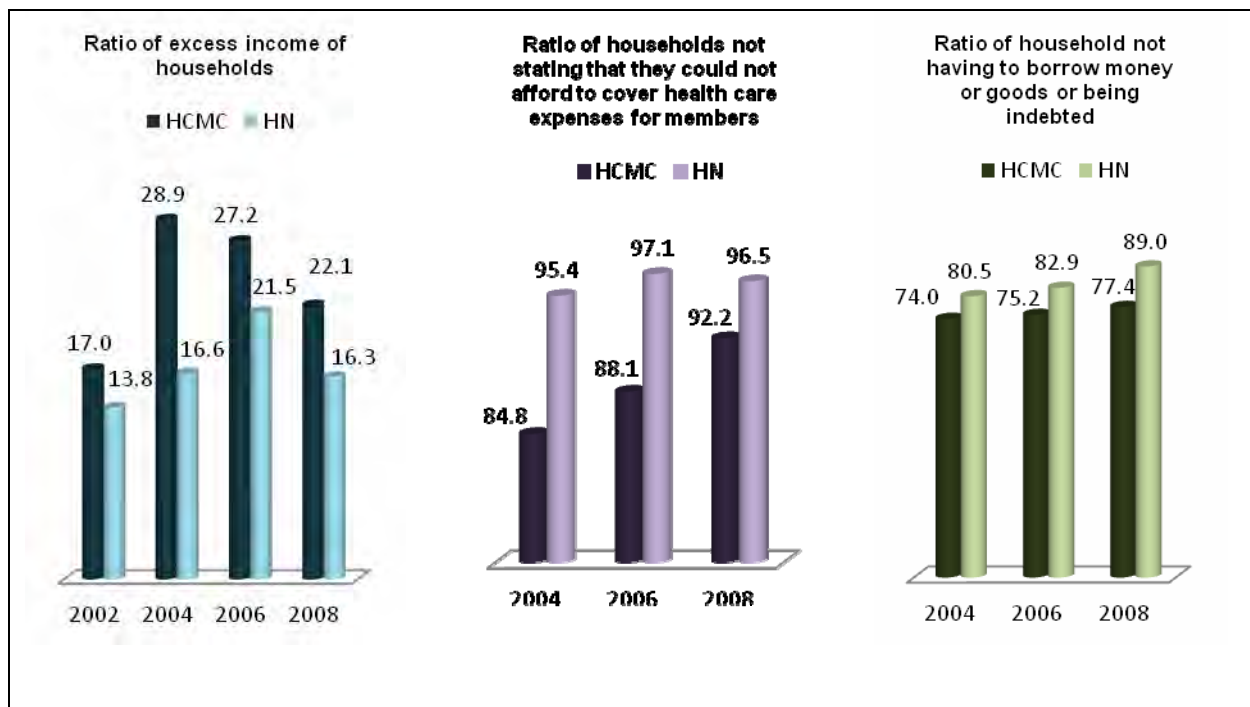 Ratio of excess income of
households
HCMC HN
28.9
27.2
22.1
21.5
17.0
16.6
16.3
13.8
2002 2004 2006 2008
Ratio of households not
stating that they could not
afford to cover health care
expenses for members
HCMC HN
97.1
96.5
95.4
92.2
88.1
84.8
2004 2006 2008
Ratio of household not
having to borrow money
or goods or being
indebted
HCMC HN
89.0
82.9
80.5
77.4
75.2
74.0
2004 2006 2008